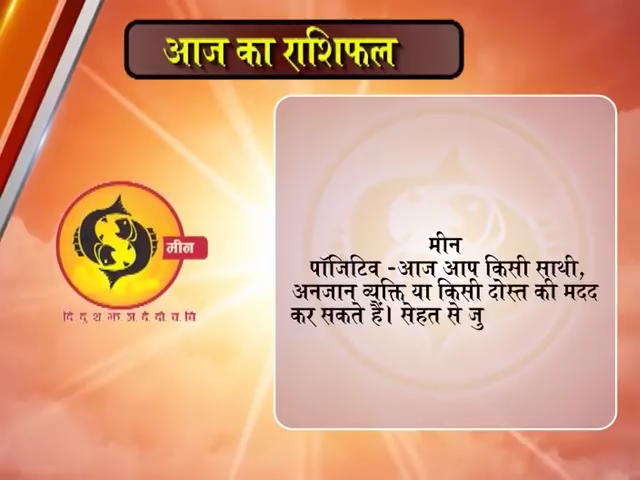 आज का राशिफल
मीन
पॉजिटिव -आज आप किसी साथी,
अनजान व्यक्ति या किसी दोस्त की मदद
कर सकते हैं। सेहत से जु
मीन